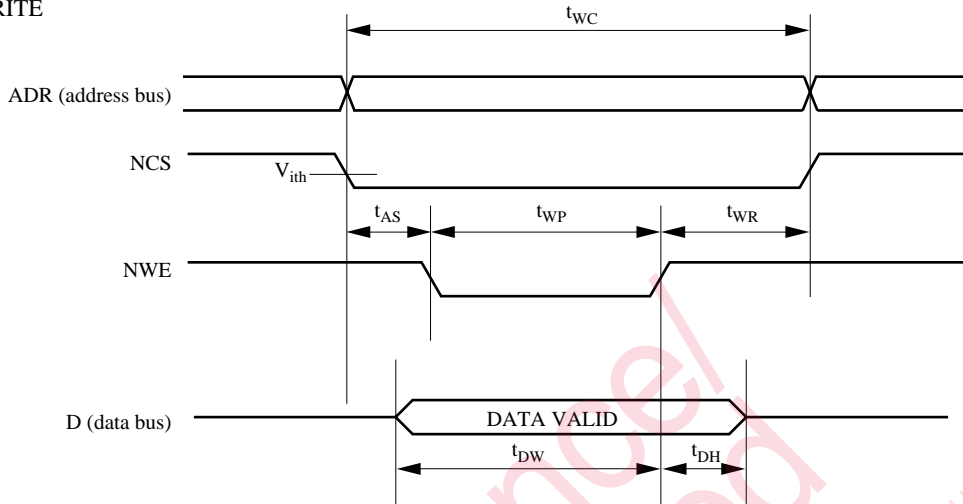 RITE
tWC
ADR (address bus)
NCS
Vith
tAS tWP tWR
NWE
D (data bus) DATA VALID
tDW tDH